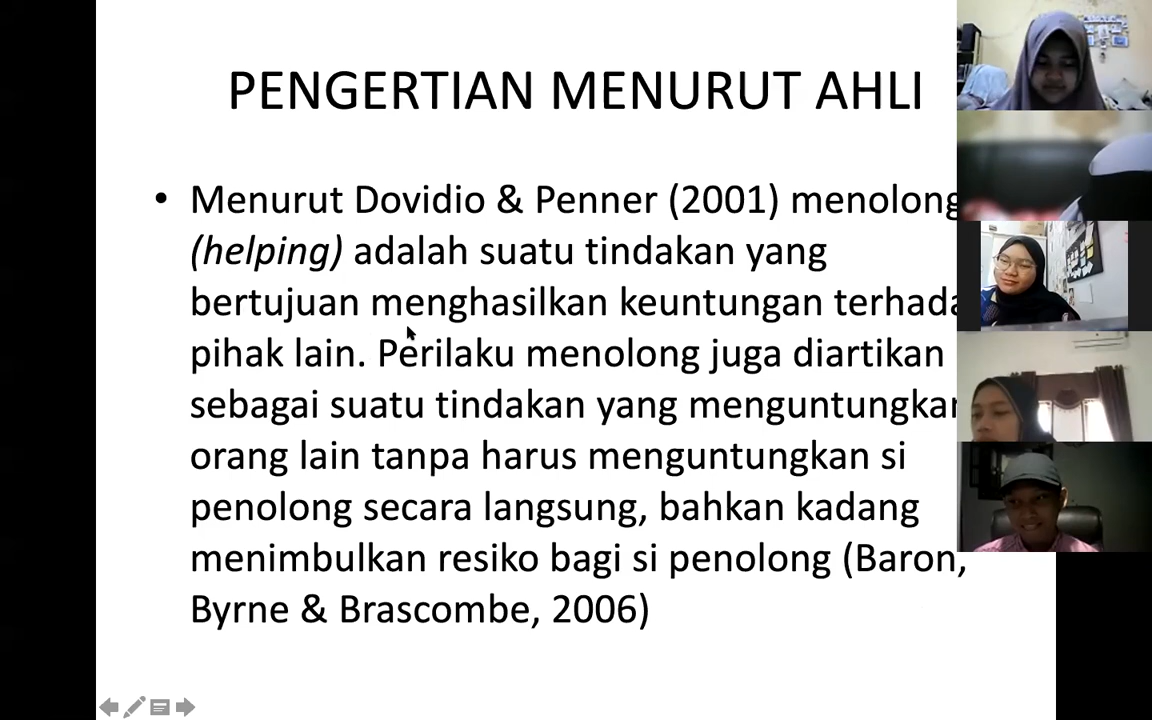 PENGERTIAN MENURUT AHLI
• Menurut Dovidio & Penner (2001) menolong
(helping) adalah suatu tindakan yang
bertujuan menghasilkan keuntungan terhada
pihak lain. Perilaku menolong juga diartikan
sebagai suatu tindakan yang menguntungkan
orang lain tanpa harus menguntungkan si
penolong secara langsung, bahkan kadang
menimbulkan resiko bagi si penolong (Baron,
Byrne & Brascombe, 2006)